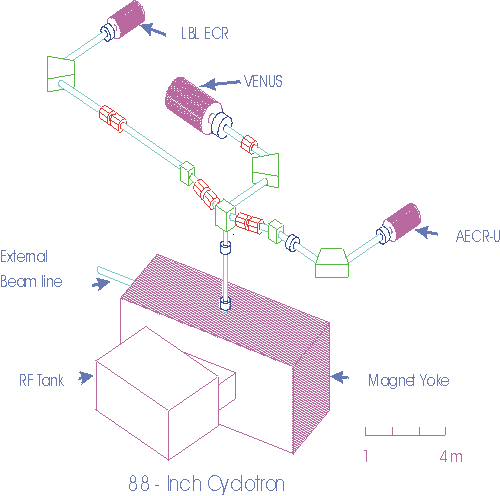 LBL ECR
VENUS
AECR-U
External
Beam line
RF Tank
Magnet Yoke
1 4 m
88 - Inch Cyclotron